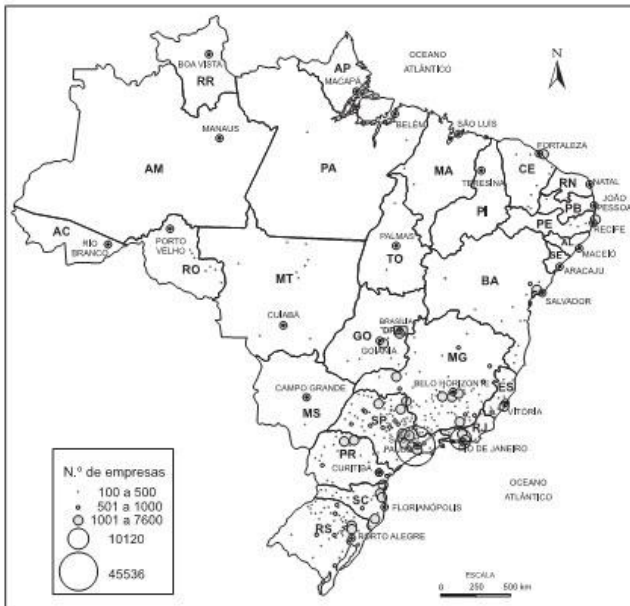 OCEANO
ATLÂNTICO
N
BOA VISTA
RR
AP
MACAPÁ
BELÉM
SÃO LUÍS
MANAUS
FORTALEZA
AM
PA
MA
CE
TERESINA
RN
NATAL
PB
JOÃO
PESSOA
PI
PE
RECIFE
AC
RIO
BRANCO
PORTO
VELHO
PALMAS
TO
AL
MACEIÓ
SE
ARACAJU
RO
MT
BA
SALVADOR
CUIABÁ
GO
BRASÍLIA
DF
GOIÂNIA
MG
BELO HORIZONTE
ES
VITÓRIA
CAMPO GRANDE
MS
SP
RJ
RIO DE JANEIRO
PR
CURITIBA
SC
FLORIANÓPOLIS
RS
PORTO ALEGRE
OCEANO
ATLÂNTICO
N.º de empresas
100 a 500
501 a 1000
1001 a 7600
10120
45536
ESCALA
0 250 500 km